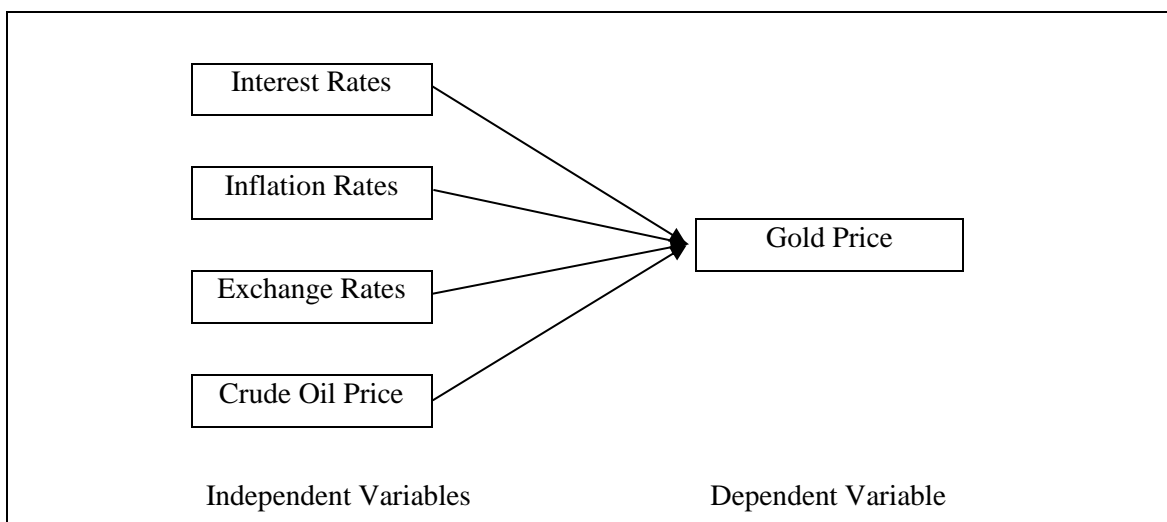 Interest Rates
Inflation Rates
Gold Price
Exchange Rates
Crude Oil Price
Independent Variables
Dependent Variable